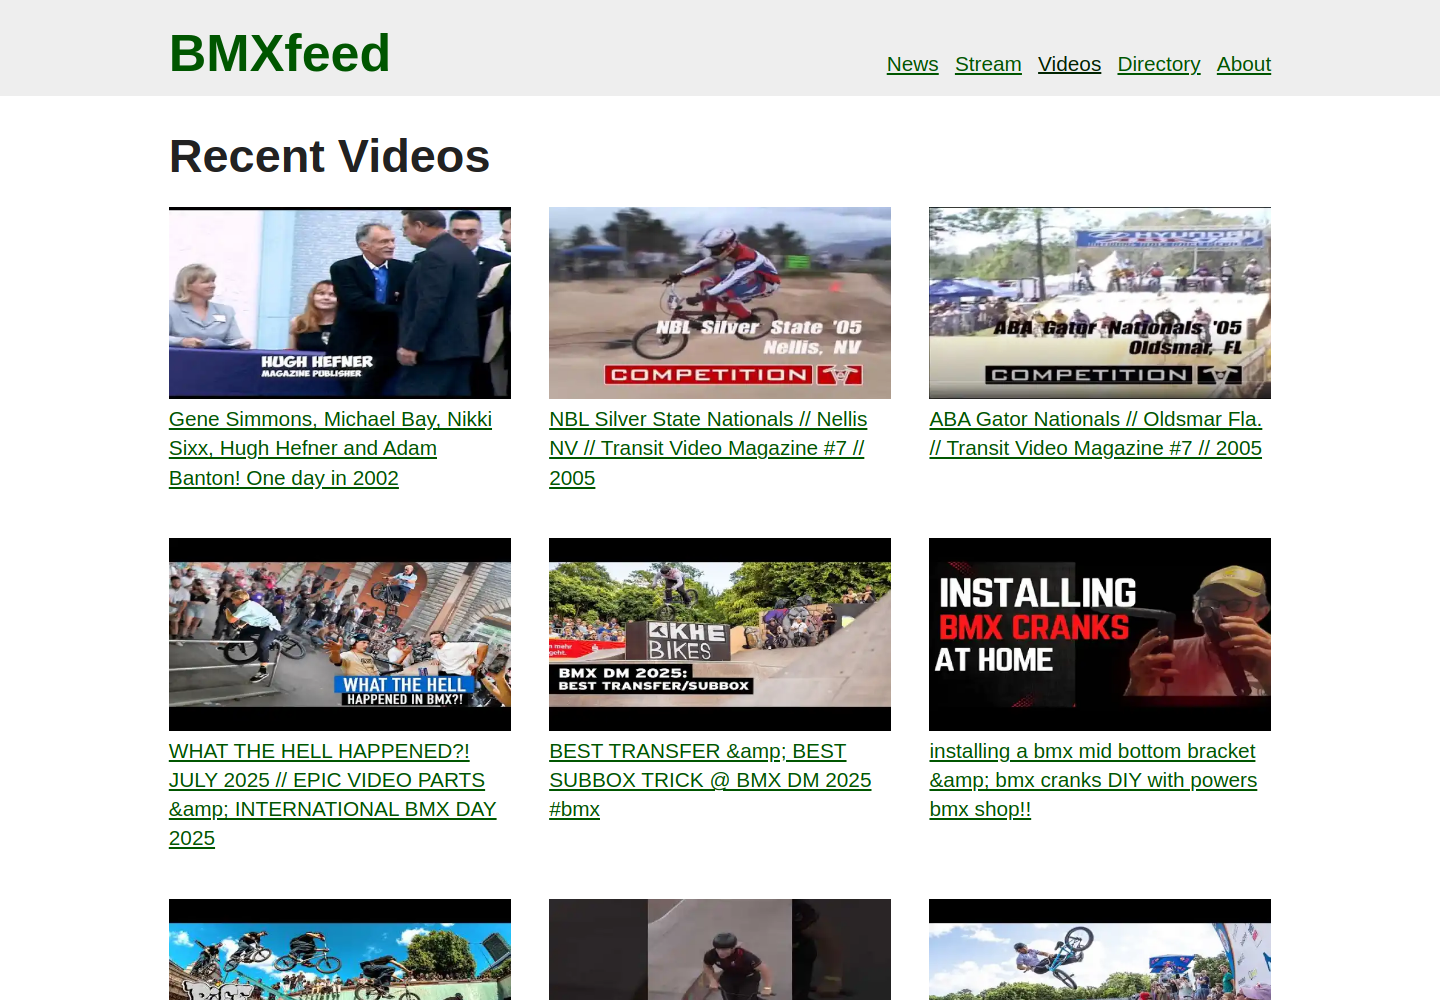 BMXfeed
News Stream Videos Directory About
Recent Videos
HUGH HEFNER
MAGAZINE PUBLISHER
NBL Silver State '05
Nellis, NV
COMPETITION
HYUNDAI
ABA Gator Nationals '05
Oldsmar, FL
COMPETITION
Gene Simmons, Michael Bay, Nikki
Sixx, Hugh Hefner and Adam
Banton! One day in 2002
NBL Silver State Nationals // Nellis
NV // Transit Video Magazine #7 //
2005
ABA Gator Nationals // Oldsmar Fla.
// Transit Video Magazine #7 // 2005
WHAT THE HELL
HAPPENED IN BMX?!
KHE
BIKES
mehr
geht.
BMX DM 2025:
BEST TRANSFER/SUBBOX
INSTALLING
BMX CRANKS
AT HOME
WHAT THE HELL HAPPENED?!
JULY 2025 // EPIC VIDEO PARTS
&amp; INTERNATIONAL BMX DAY
2025
BEST TRANSFER &amp; BEST
SUBBOX TRICK @ BMX DM 2025
#bmx
installing a bmx mid bottom bracket
&amp; bmx cranks DIY with powers
bmx shop!!